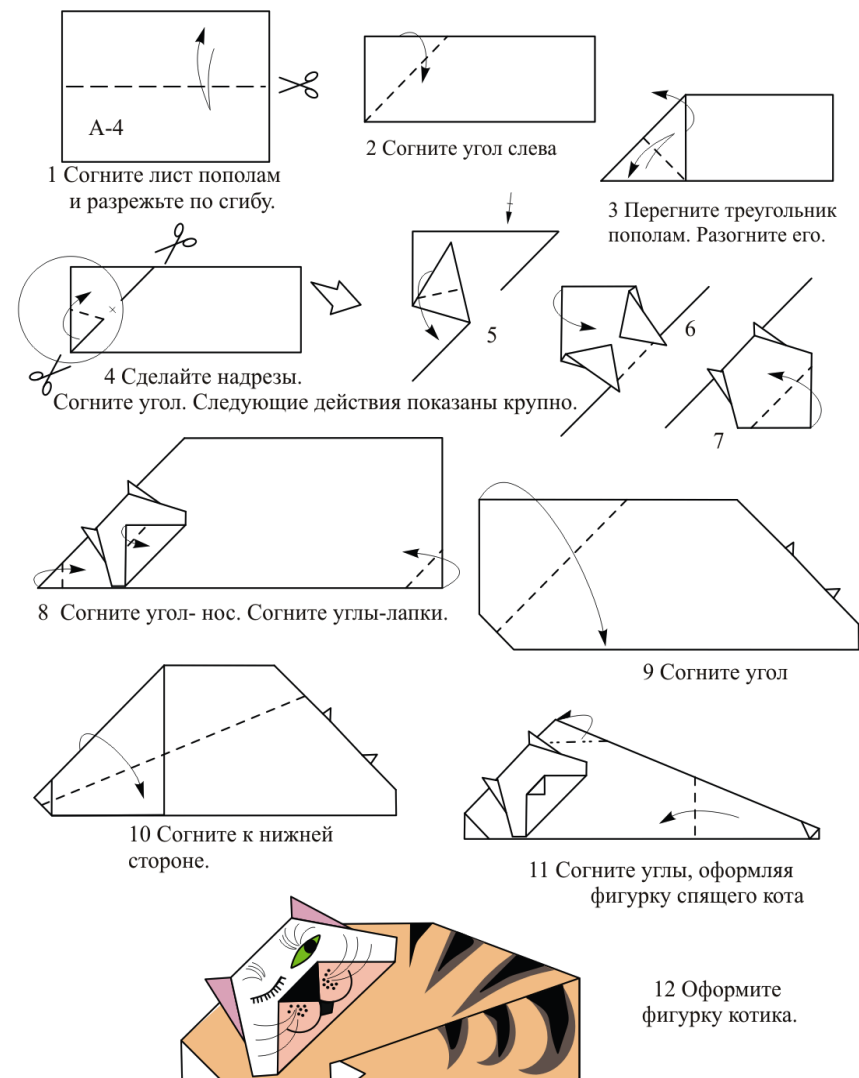 А-4
1 Согните лист пополам
и разрежьте по сгибу.
2 Согните угол слева
3 Перегните треугольник
пополам. Разогните его.
4 Сделайте надрезы.
Согните угол. Следующие действия показаны крупно.
5
6
7
8 Согните угол- нос. Согните углы-лапки.
9 Согните угол
10 Согните к нижней
стороне.
11 Согните углы, оформляя
фигурку спящего кота
12 Оформите
фигурку котика.